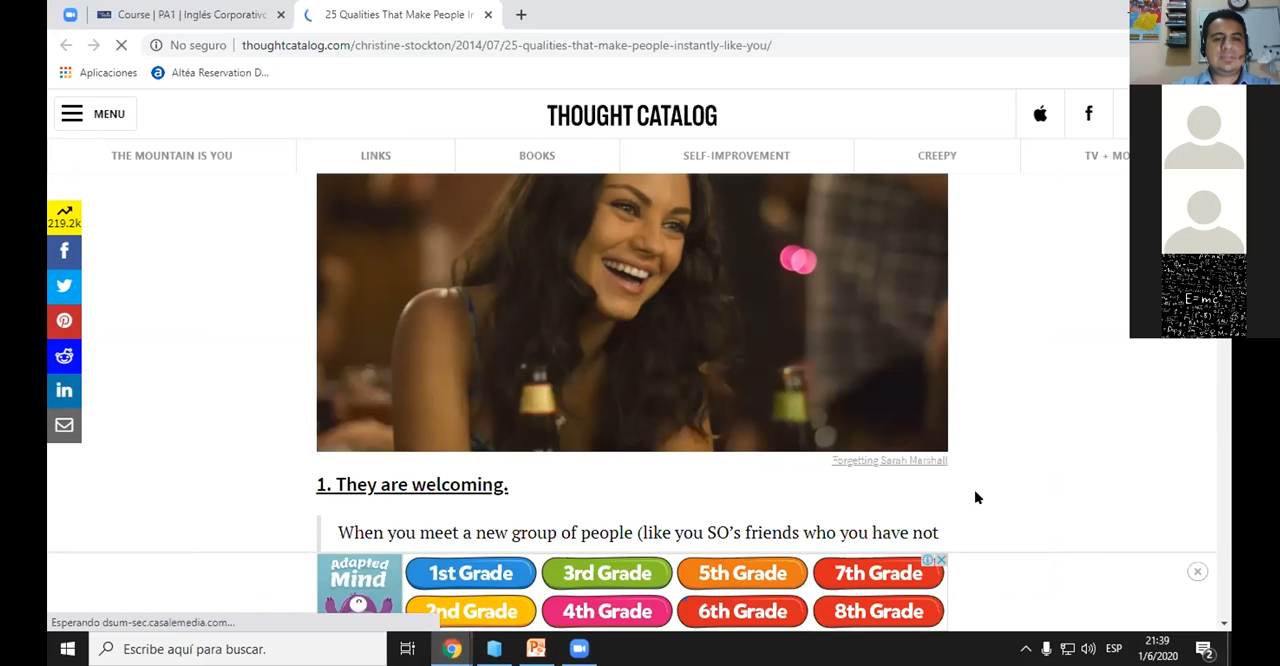 Course | PA1 | Inglés Corporativo
25 Qualities That Make People In
No seguro
thoughtcatalog.com/christine-stockton/2014/07/25-qualities-that-make-people-instantly-like-you/
Aplicaciones
Altéa Reservation D...
MENU
THOUGHT CATALOG
THE MOUNTAIN IS YOU
LINKS
BOOKS
SELF-IMPROVEMENT
CREEPY
TV + MO
219.2k
Forgetting Sarah Marshall
1. They are welcoming.
When you meet a new group of people (like you SO's friends who you have not
Adapted Mind
1st Grade
3rd Grade
5th Grade
7th Grade
2nd Grade
4th Grade
6th Grade
8th Grade
Esperando dsum-sec.casalemedia.com...
Escribe aquí para buscar.
ESP
21:39
1/6/2020
2
E=mc²